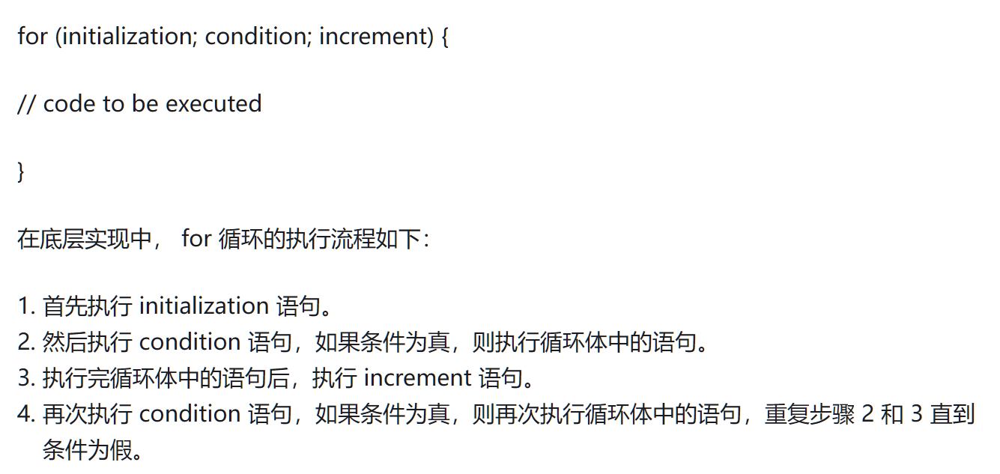 for (initialization; condition; increment) {
// code to be executed
}
在底层实现中， for 循环的执行流程如下：
1. 首先执行 initialization 语句。
2. 然后执行 condition 语句，如果条件为真，则执行循环体中的语句。
3. 执行完循环体中的语句后，执行 increment 语句。
4. 再次执行 condition 语句，如果条件为真，则再次执行循环体中的语句，重复步骤 2 和 3 直到
条件为假。